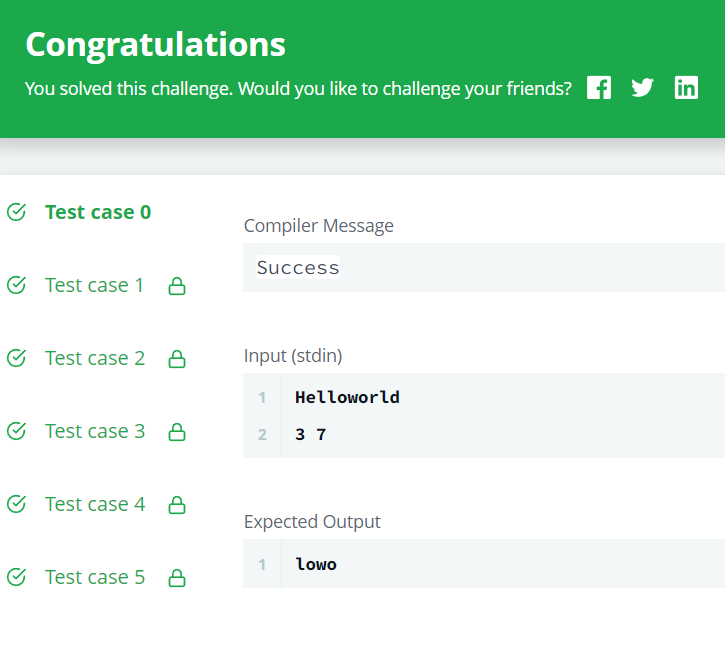 Congratulations
You solved this challenge. Would you like to challenge your friends?
Test case 0
Test case 1
Test case 2
Test case 3
Test case 4
Test case 5
Compiler Message
Success
Input (stdin)
1 Helloworld
2 3 7
Expected Output
1 lowo